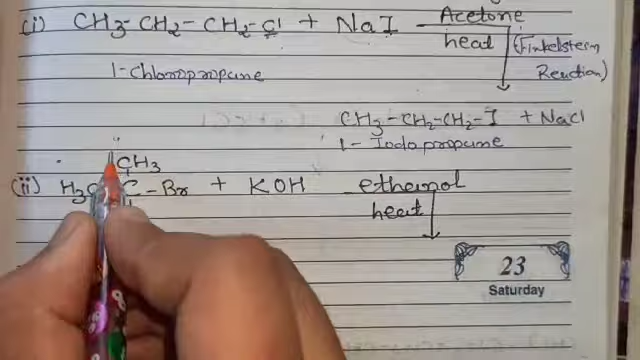 (i) CH3-CH2-CH2-Cl + NaI Acetone
heat (Finkelstein
1-Chloropropane Reaction)
CH3-CH2-CH2-I + NaCl
1-Iodopropane
CH3
(ii) H3C C-Br + KOH ethanol
heat
23
Saturday